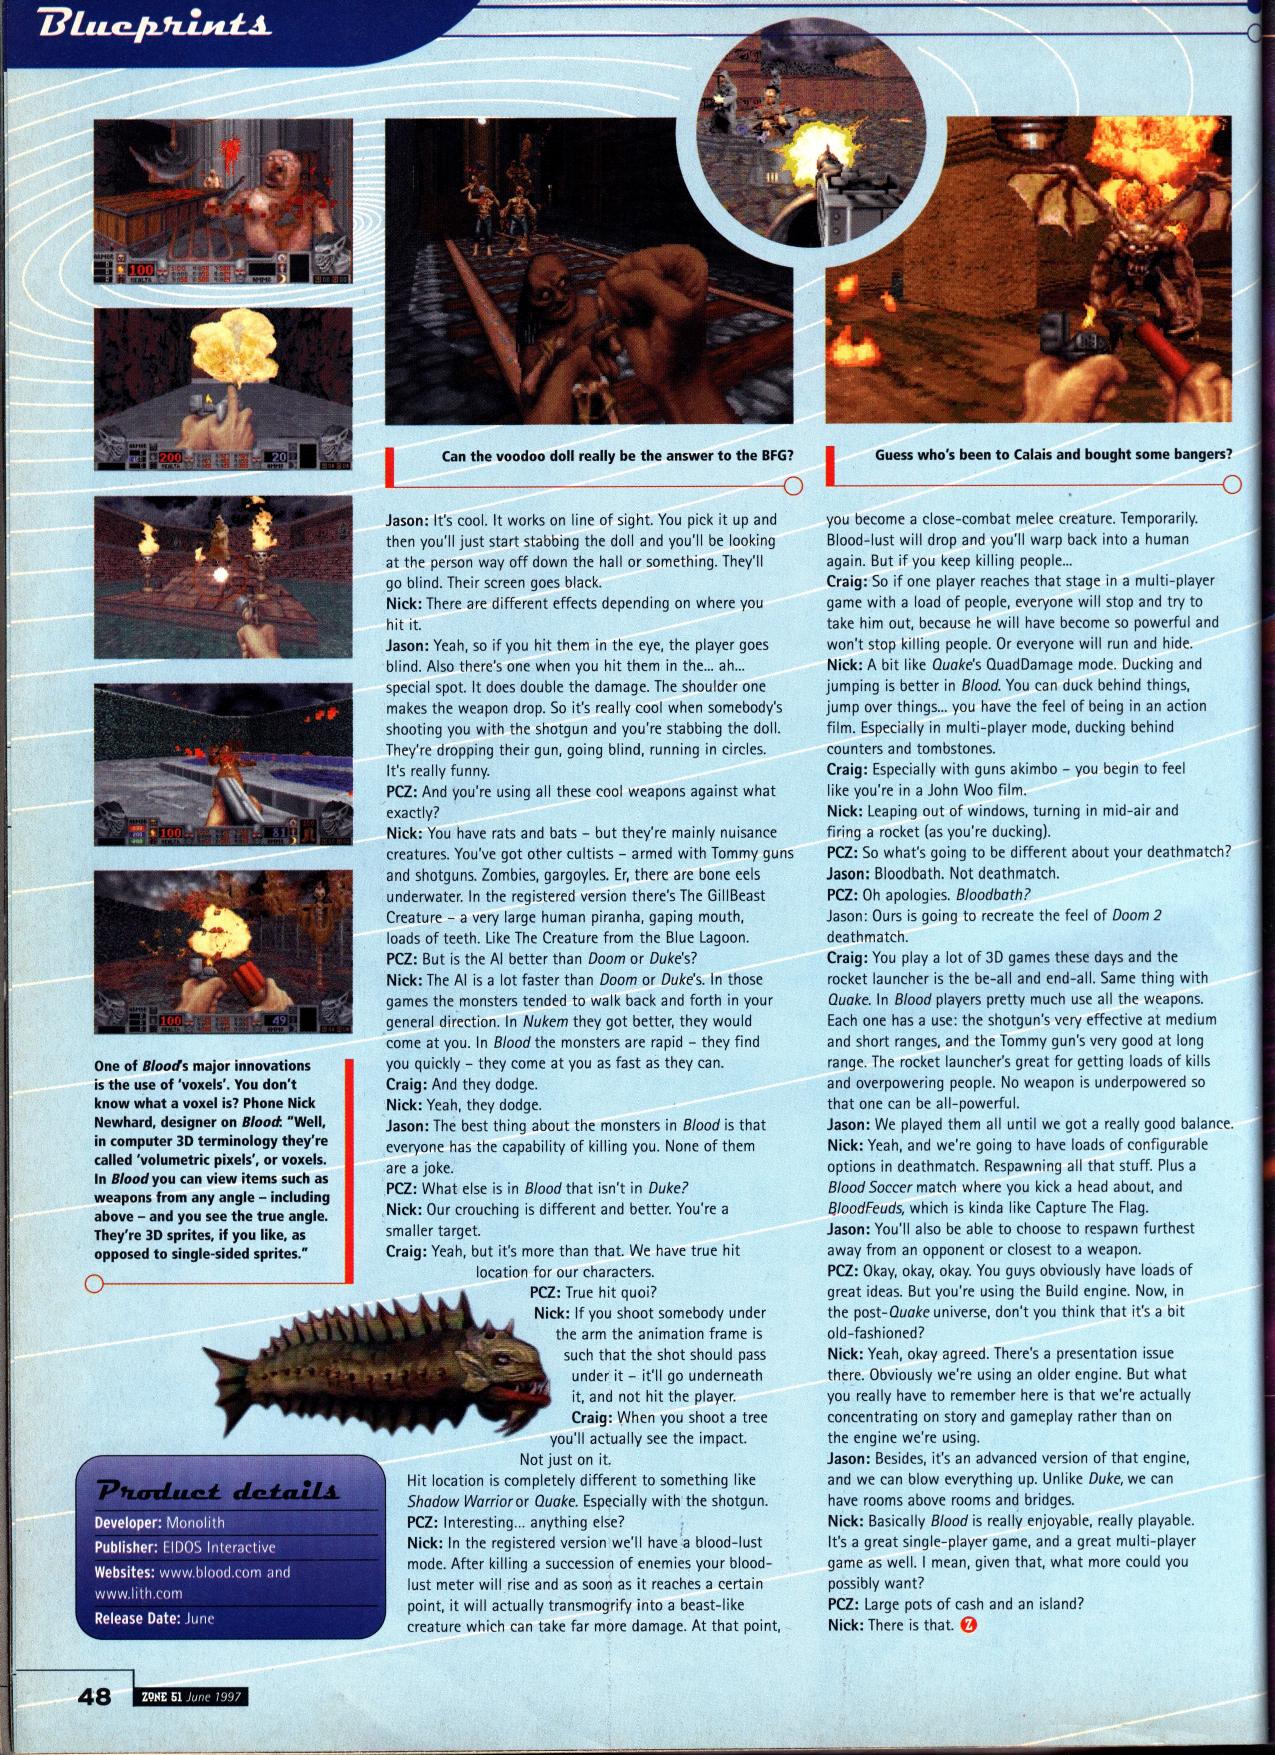 Blueprints
Can the voodoo doll really be the answer to the BFG?
Guess who's been to Calais and bought some bangers?
Jason: It's cool. It works on line of sight. You pick it up and
then you'll just start stabbing the doll and you'll be looking
at the person way off down the hall or something. They'll
go blind. Their screen goes black.
Nick: There are different effects depending on where you
hit it.
Jason: Yeah, so if you hit them in the eye, the player goes
blind. Also there's one when you hit them in the... ah...
special spot. It does double the damage. The shoulder one
makes the weapon drop. So it's really cool when somebody's
shooting you with the shotgun and you're stabbing the doll.
They're dropping their gun, going blind, running in circles.
It's really funny.
PCZ: And you're using all these cool weapons against what
exactly?
Nick: You have rats and bats – but they're mainly nuisance
creatures. You've got other cultists – armed with Tommy guns
and shotguns. Zombies, gargoyles. Er, there are bone eels
underwater. In the registered version there's The GillBeast
Creature – a very large human piranha, gaping mouth,
loads of teeth. Like The Creature from the Blue Lagoon.
PCZ: But is the AI better than Doom or Duke's?
Nick: The AI is a lot faster than Doom or Duke's. In those
games the monsters tended to walk back and forth in your
general direction. In Nukem they got better, they would
come at you. In Blood the monsters are rapid – they find
you quickly – they come at you as fast as they can.
Craig: And they dodge.
Nick: Yeah, they dodge.
Jason: The best thing about the monsters in Blood is that
everyone has the capability of killing you. None of them
are a joke.
PCZ: What else is in Blood that isn't in Duke?
Nick: Our crouching is different and better. You're a
smaller target.
Craig: Yeah, but it's more than that. We have true hit
location for our characters.
PCZ: True hit quoi?
Nick: If you shoot somebody under
the arm the animation frame is
such that the shot should pass
under it – it'll go underneath
it, and not hit the player.
Craig: When you shoot a tree
you'll actually see the impact.
Not just on it.
Hit location is completely different to something like
Shadow Warrior or Quake. Especially with the shotgun.
PCZ: Interesting... anything else?
Nick: In the registered version we'll have a blood-lust
mode. After killing a succession of enemies your blood-
lust meter will rise and as soon as it reaches a certain
point, it will actually transmogrify into a beast-like
creature which can take far more damage. At that point,
you become a close-combat melee creature. Temporarily.
Blood-lust will drop and you'll warp back into a human
again. But if you keep killing people...
Craig: So if one player reaches that stage in a multi-player
game with a load of people, everyone will stop and try to
take him out, because he will have become so powerful and
won't stop killing people. Or everyone will run and hide.
Nick: A bit like Quake's QuadDamage mode. Ducking and
jumping is better in Blood. You can duck behind things,
jump over things... you have the feel of being in an action
film. Especially in multi-player mode, ducking behind
counters and tombstones.
Craig: Especially with guns akimbo – you begin to feel
like you're in a John Woo film.
Nick: Leaping out of windows, turning in mid-air and
firing a rocket (as you're ducking).
PCZ: So what's going to be different about your deathmatch?
Jason: Bloodbath. Not deathmatch.
PCZ: Oh apologies. Bloodbath?
Jason: Ours is going to recreate the feel of Doom 2
deathmatch.
Craig: You play a lot of 3D games these days and the
rocket launcher is the be-all and end-all. Same thing with
Quake. In Blood players pretty much use all the weapons.
Each one has a use: the shotgun's very effective at medium
and short ranges, and the Tommy gun's very good at long
range. The rocket launcher's great for getting loads of kills
and overpowering people. No weapon is underpowered so
that one can be all-powerful.
Jason: We played them all until we got a really good balance.
Nick: Yeah, and we're going to have loads of configurable
options in deathmatch. Respawning all that stuff. Plus a
Blood Soccer match where you kick a head about, and
BloodFeuds, which is kinda like Capture The Flag.
Jason: You'll also be able to choose to respawn furthest
away from an opponent or closest to a weapon.
PCZ: Okay, okay, okay. You guys obviously have loads of
great ideas. But you're using the Build engine. Now, in
the post-Quake universe, don't you think that it's a bit
old-fashioned?
Nick: Yeah, okay agreed. There's a presentation issue
there. Obviously we're using an older engine. But what
you really have to remember here is that we're actually
concentrating on story and gameplay rather than on
the engine we're using.
Jason: Besides, it's an advanced version of that engine,
and we can blow everything up. Unlike Duke, we can
have rooms above rooms and bridges.
Nick: Basically Blood is really enjoyable, really playable.
It's a great single-player game, and a great multi-player
game as well. I mean, given that, what more could you
possibly want?
PCZ: Large pots of cash and an island?
Nick: There is that. Z
One of Blood's major innovations
is the use of 'voxels'. You don't
know what a voxel is? Phone Nick
Newhard, designer on Blood: "Well,
in computer 3D terminology they're
called 'volumetric pixels', or voxels.
In Blood you can view items such as
weapons from any angle – including
above – and you see the true angle.
They're 3D sprites, if you like, as
opposed to single-sided sprites."
Product details
Developer: Monolith
Publisher: EIDOS Interactive
Websites: www.blood.com and
www.lith.com
Release Date: June
48
ZONE 51 June 1997
100
200
20
100
81
100
49